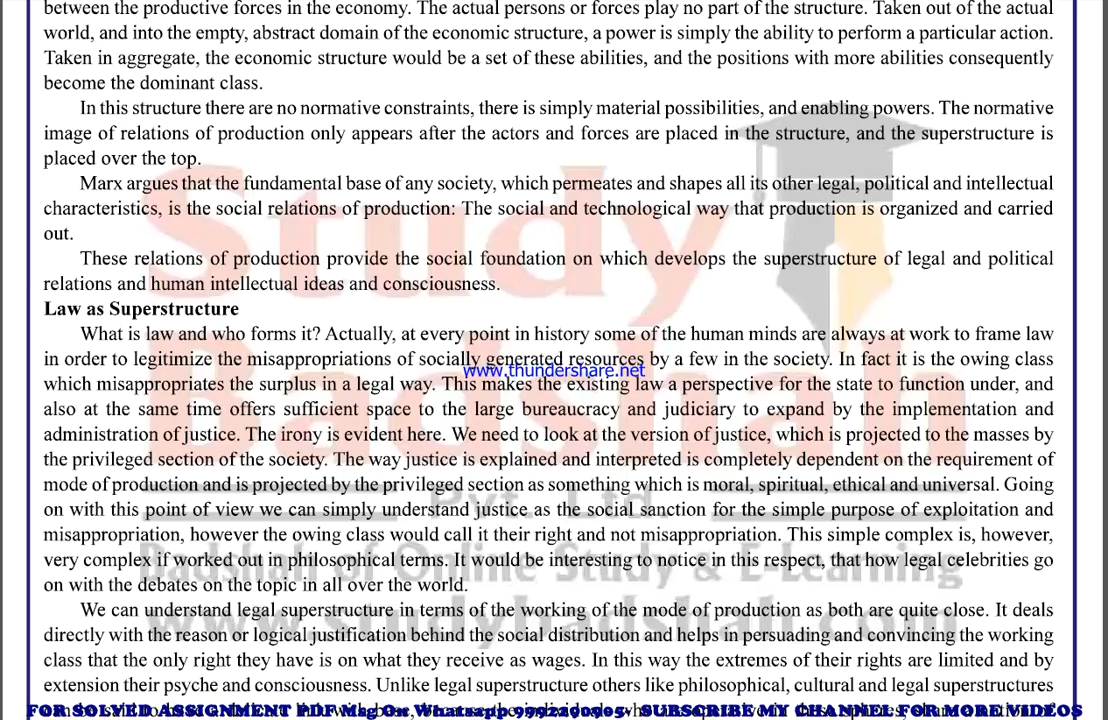 between the productive forces in the economy. The actual persons or forces play no part of the structure. Taken out of the actual
world, and into the empty, abstract domain of the economic structure, a power is simply the ability to perform a particular action.
Taken in aggregate, the economic structure would be a set of these abilities, and the positions with more abilities consequently
become the dominant class.
In this structure there are no normative constraints, there is simply material possibilities, and enabling powers. The normative
image of relations of production only appears after the actors and forces are placed in the structure, and the superstructure is
placed over the top.
Marx argues that the fundamental base of any society, which permeates and shapes all its other legal, political and intellectual
characteristics, is the social relations of production: The social and technological way that production is organized and carried
out.
These relations of production provide the social foundation on which develops the superstructure of legal and political
relations and human intellectual ideas and consciousness.
Law as Superstructure
What is law and who forms it? Actually, at every point in history some of the human minds are always at work to frame law
in order to legitimize the misappropriations of socially generated resources by a few in the society. In fact it is the owing class
www.thundershare.net
which misappropriates the surplus in a legal way. This makes the existing law a perspective for the state to function under, and
also at the same time offers sufficient space to the large bureaucracy and judiciary to expand by the implementation and
administration of justice. The irony is evident here. We need to look at the version of justice, which is projected to the masses by
the privileged section of the society. The way justice is explained and interpreted is completely dependent on the requirement of
mode of production and is projected by the privileged section as something which is moral, spiritual, ethical and universal. Going
on with this point of view we can simply understand justice as the social sanction for the simple purpose of exploitation and
misappropriation, however the owing class would call it their right and not misappropriation. This simple complex is, however,
very complex if worked out in philosophical terms. It would be interesting to notice in this respect, that how legal celebrities go
on with the debates on the topic in all over the world.
We can understand legal superstructure in terms of the working of the mode of production as both are quite close. It deals
directly with the reason or logical justification behind the social distribution and helps in persuading and convincing the working
class that the only right they have is on what they receive as wages. In this way the extremes of their rights are limited and by
extension their psyche and consciousness. Unlike legal superstructure others like philosophical, cultural and legal superstructures
FOR SOLVED ASSIGNMENT PDF Msg On Whatsapp 9992290905- SUBSCRIBE MY CHANNEL FOR MORE VIDEOS
Study
Badshah
Pvt. Ltd.
Badshah of Online Study & E-Learning
www.studybadshah.com